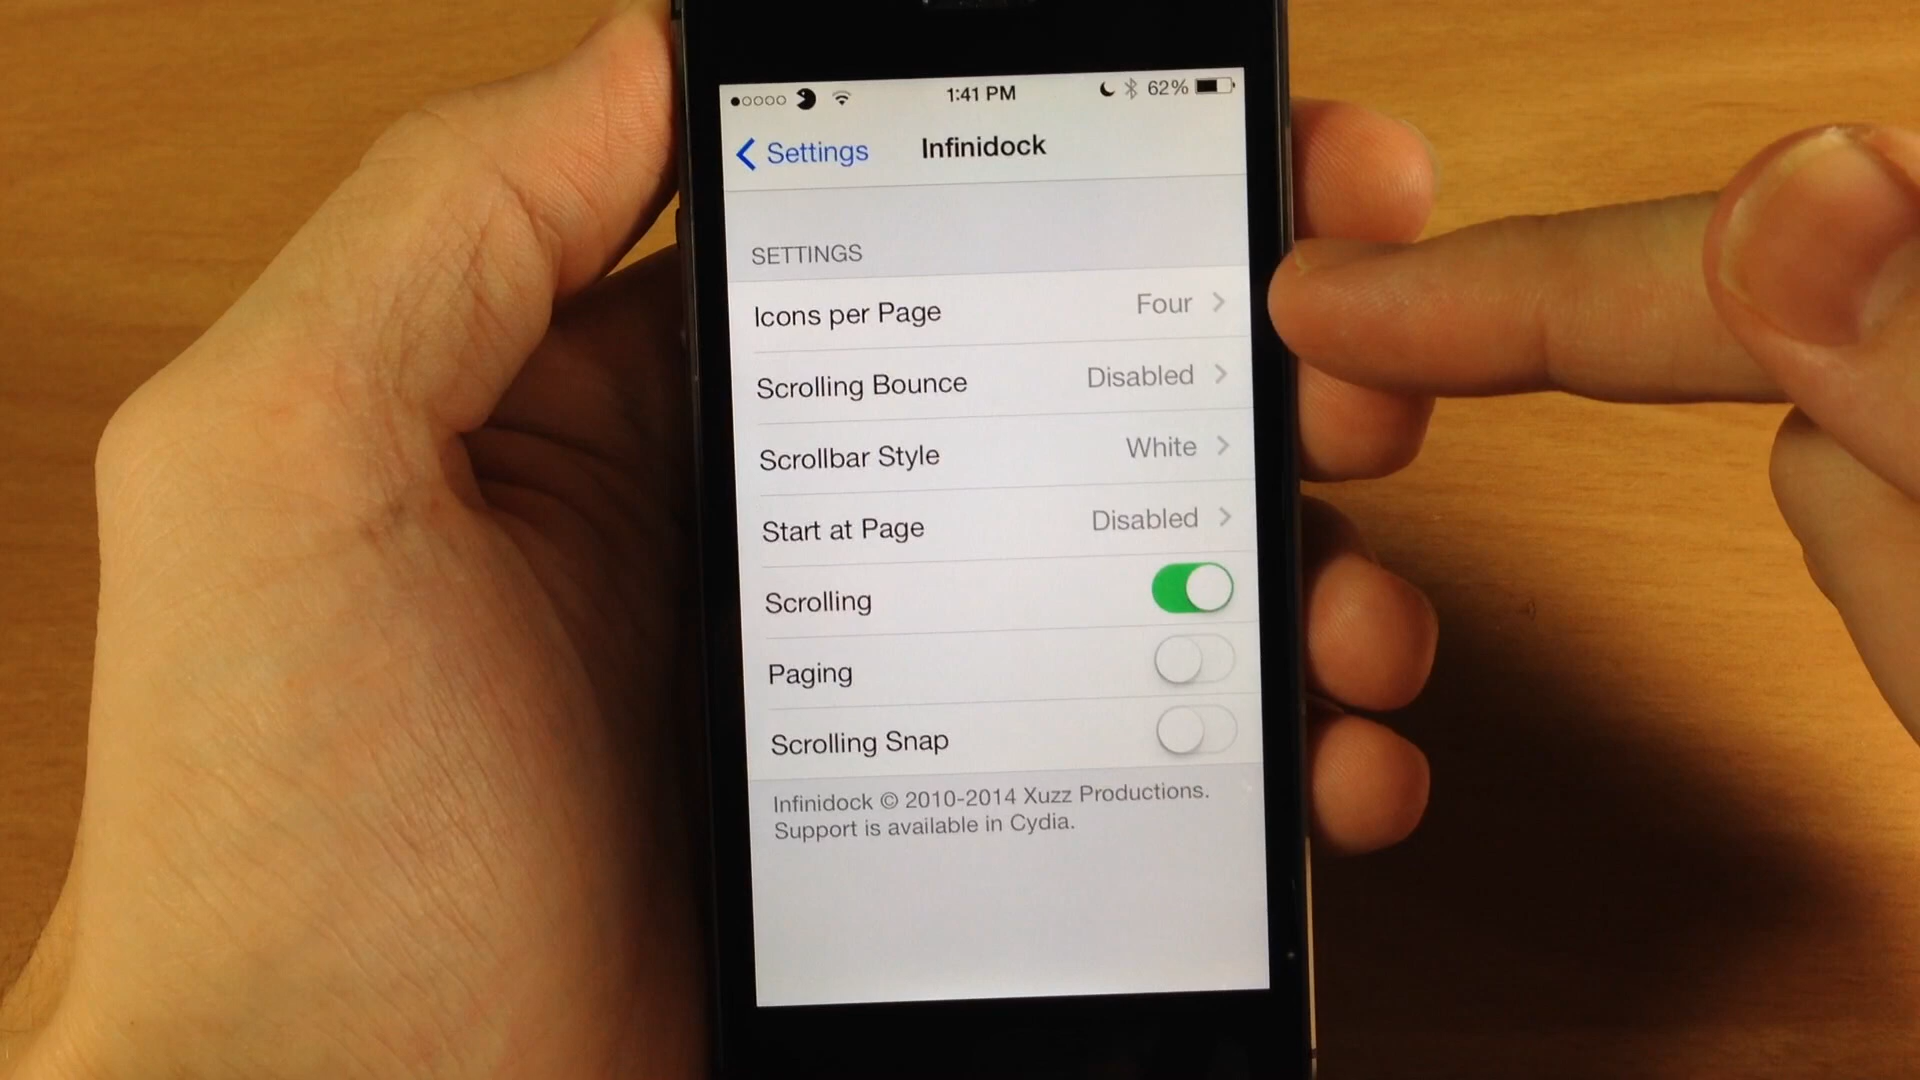 1:41 PM 62%
Settings Infinidock
SETTINGS
Icons per Page Four
Scrolling Bounce Disabled
Scrollbar Style White
Start at Page Disabled
Scrolling
Paging
Scrolling Snap
Infinidock © 2010-2014 Xuzz Productions.
Support is available in Cydia.